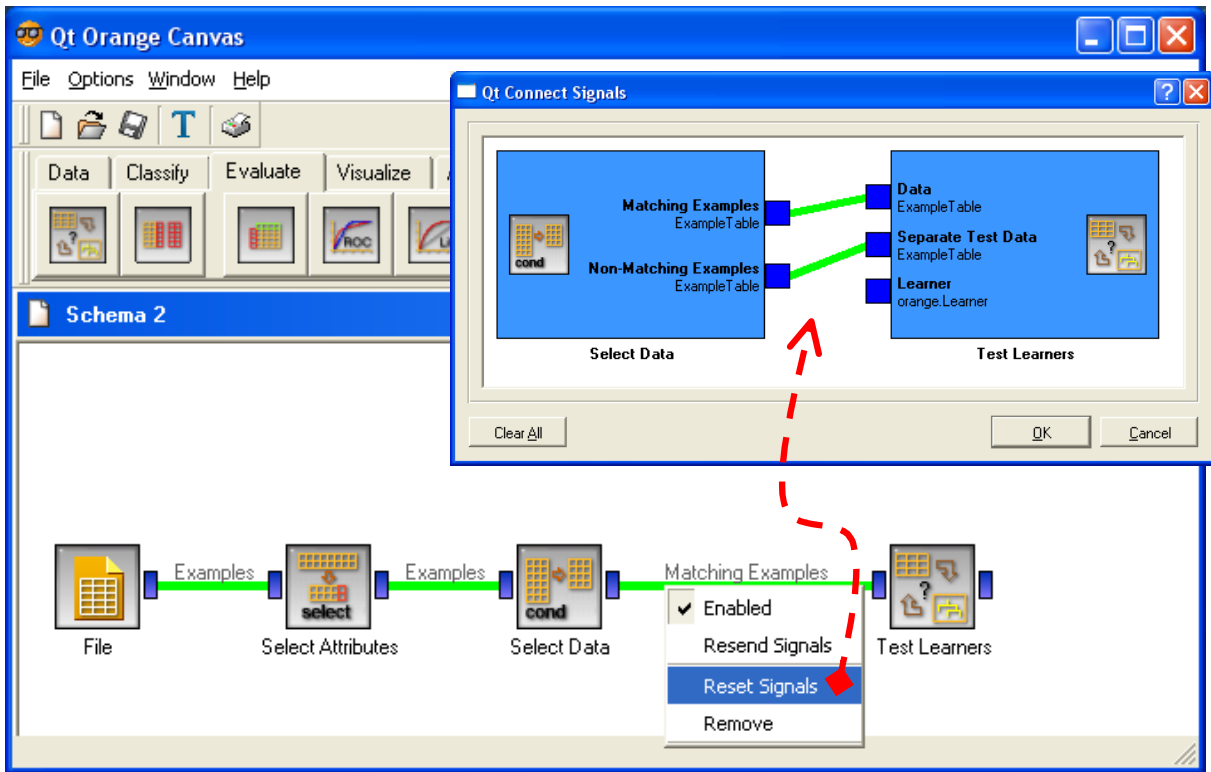 Qt Orange Canvas
File Options Window Help
T
Data Classify Evaluate Visualize
ROC
Schema 2
Qt Connect Signals
Matching Examples
ExampleTable
Non-Matching Examples
ExampleTable
cond
Select Data
Data
ExampleTable
Separate Test Data
ExampleTable
Learner
orange.Learner
?
Test Learners
Clear All OK Cancel
Examples Examples Matching Examples
select cond ?
File Select Attributes Select Data Test Learners
Enabled
Resend Signals
Reset Signals
Remove